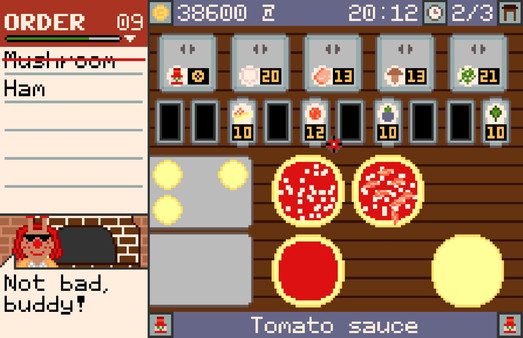 ORDER 09
Mushroom
Ham
Not bad,
buddy!
38600 20:12 2/3
20 13 13 21
10 12 10 10
Tomato sauce